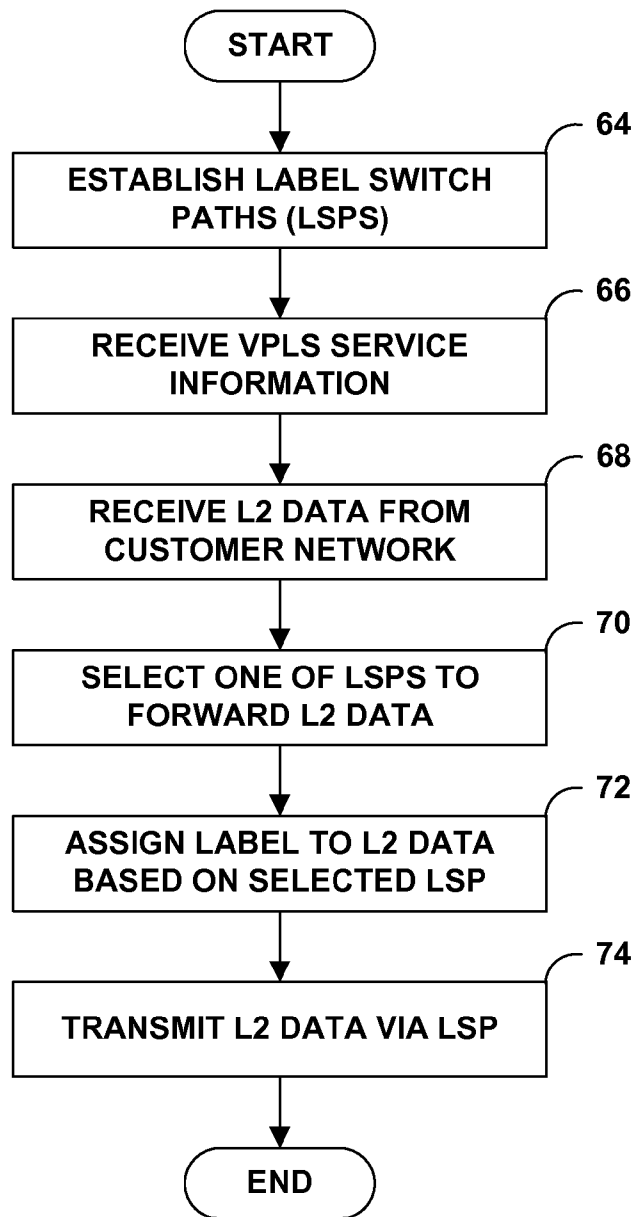 START
64
ESTABLISH LABEL SWITCH
PATHS (LSPS)
66
RECEIVE VPLS SERVICE
INFORMATION
68
RECEIVE L2 DATA FROM
CUSTOMER NETWORK
70
SELECT ONE OF LSPS TO
FORWARD L2 DATA
72
ASSIGN LABEL TO L2 DATA
BASED ON SELECTED LSP
74
TRANSMIT L2 DATA VIA LSP
END